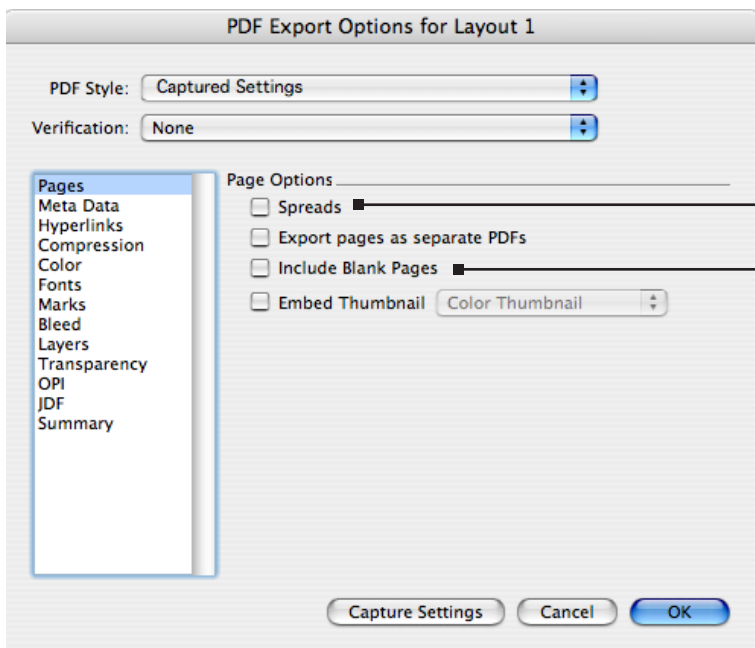 PDF Export Options for Layout 1
PDF Style: Captured Settings
Verification: None
Pages
Meta Data
Hyperlinks
Compression
Color
Fonts
Marks
Bleed
Layers
Transparency
OPI
JDF
Summary
Page Options
Spreads
Export pages as separate PDFs
Include Blank Pages
Embed Thumbnail Color Thumbnail
Capture Settings Cancel OK